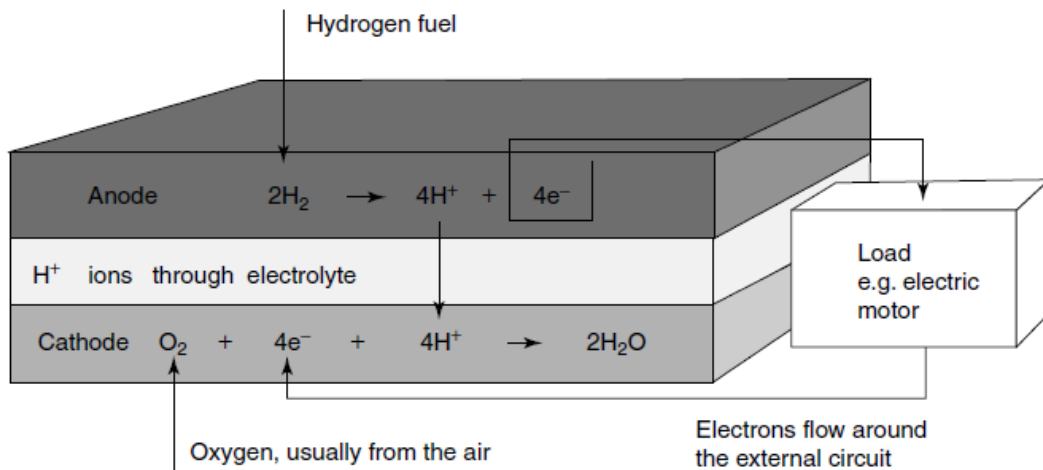 Hydrogen fuel
Anode 2H₂ → 4H⁺ + 4e⁻
H⁺ ions through electrolyte
Cathode O₂ + 4e⁻ + 4H⁺ → 2H₂O
Load
e.g. electric
motor
Oxygen, usually from the air
Electrons flow around
the external circuit